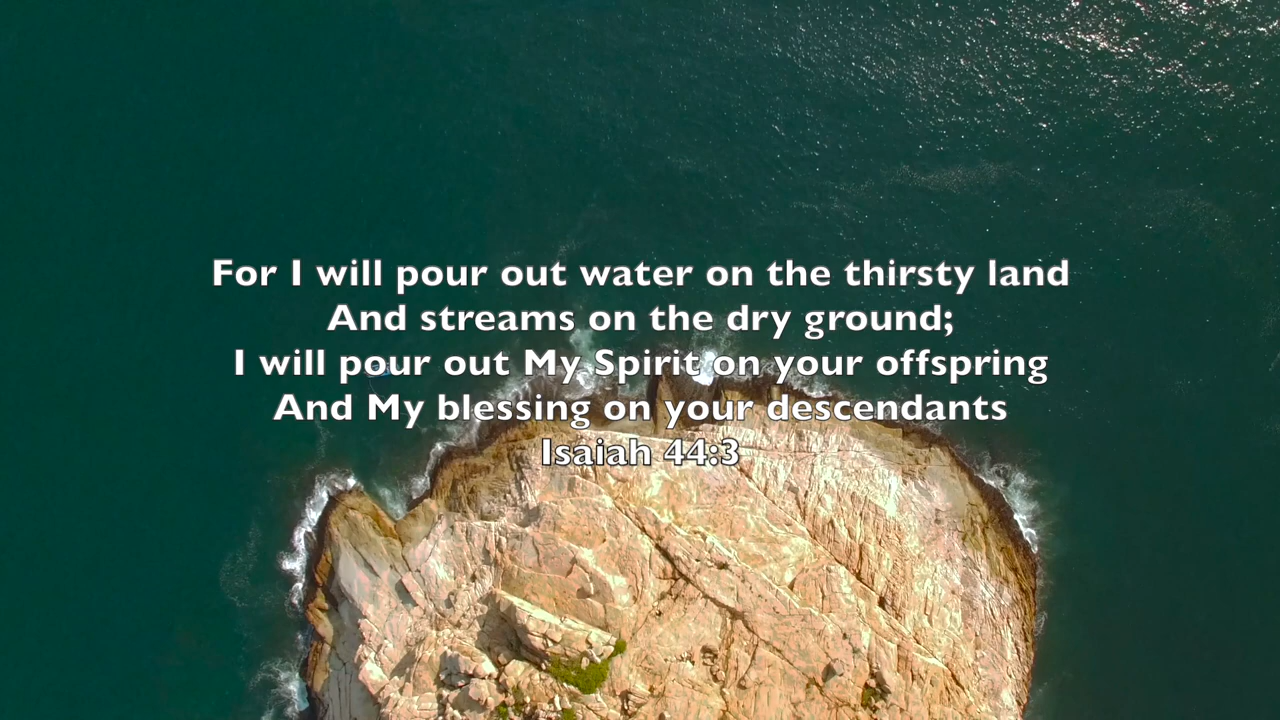 For I will pour out water on the thirsty land
And streams on the dry ground;
I will pour out My Spirit on your offspring
And My blessing on your descendants
Isaiah 44:3